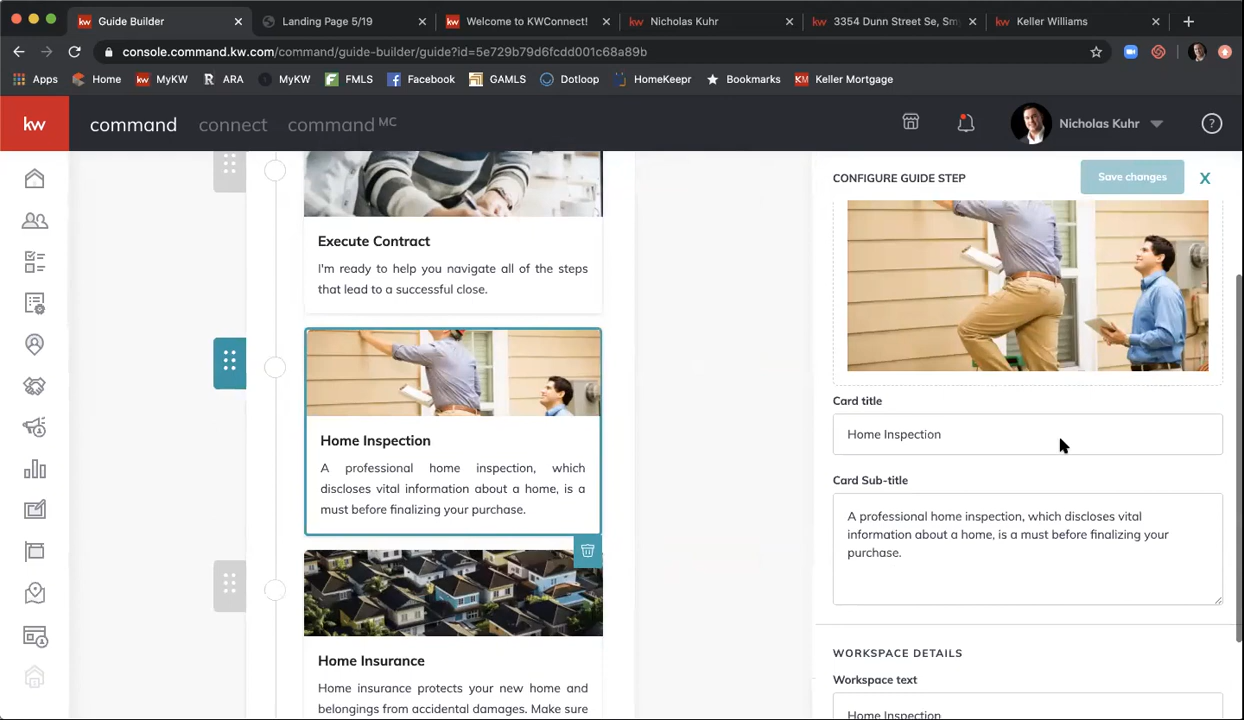 Guide Builder
Landing Page 5/19
Welcome to KWConnect!
Nicholas Kuhr
3354 Dunn Street Se, Sm
Keller Williams
console.command.kw.com/command/guide-builder/guide?id=5e729b79d6fcdd001c68a89b
Apps
Home
MyKW
ARA
MyKW
FMLS
Facebook
GAMLS
Dotloop
HomeKeepr
Bookmarks
Keller Mortgage
kw
command
connect
command MC
Nicholas Kuhr
CONFIGURE GUIDE STEP
Save changes
X
Execute Contract
I'm ready to help you navigate all of the steps
that lead to a successful close.
Home Inspection
A professional home inspection, which
discloses vital information about a home, is a
must before finalizing your purchase.
Home Insurance
Home insurance protects your new home and
belongings from accidental damages. Make sure
Card title
Home Inspection
Card Sub-title
A professional home inspection, which discloses vital
information about a home, is a must before finalizing your
purchase.
WORKSPACE DETAILS
Workspace text
Home Inspection